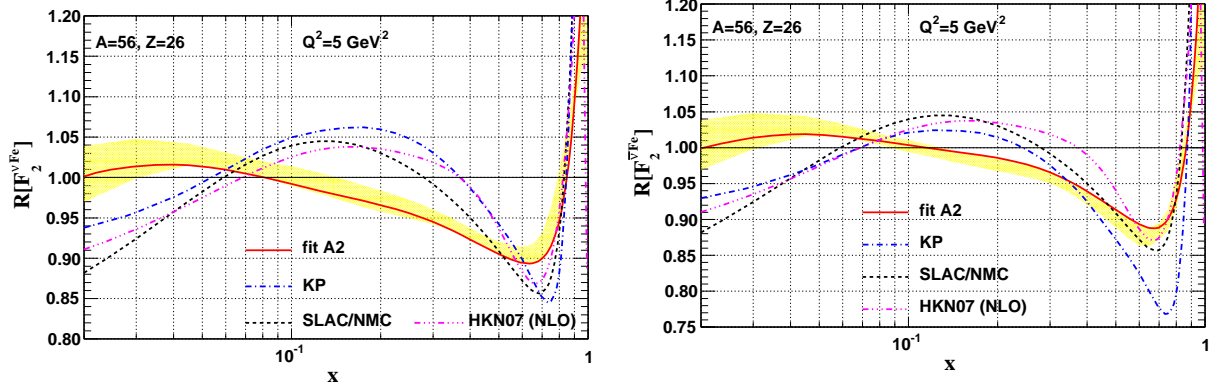 A=56, Z=26 Q²=5 GeV²
R[F₂^νFe]
1.20
1.15
1.10
1.05
1.00
0.95
0.90
0.85
0.80
fit A2
KP
SLAC/NMC HKN07 (NLO)
10⁻¹ 1
x
A=56, Z=26 Q²=5 GeV²
R[F₂^ν̄Fe]
1.20
1.15
1.10
1.05
1.00
0.95
0.90
0.85
0.80
0.75
fit A2
KP
SLAC/NMC
HKN07 (NLO)
10⁻¹ 1
x